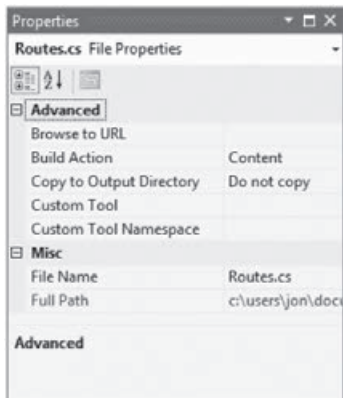 Properties
Routes.cs File Properties
Advanced
Browse to URL
Build Action Content
Copy to Output Directory Do not copy
Custom Tool
Custom Tool Namespace
Misc
File Name Routes.cs
Full Path c:\users\jon\docu
Advanced